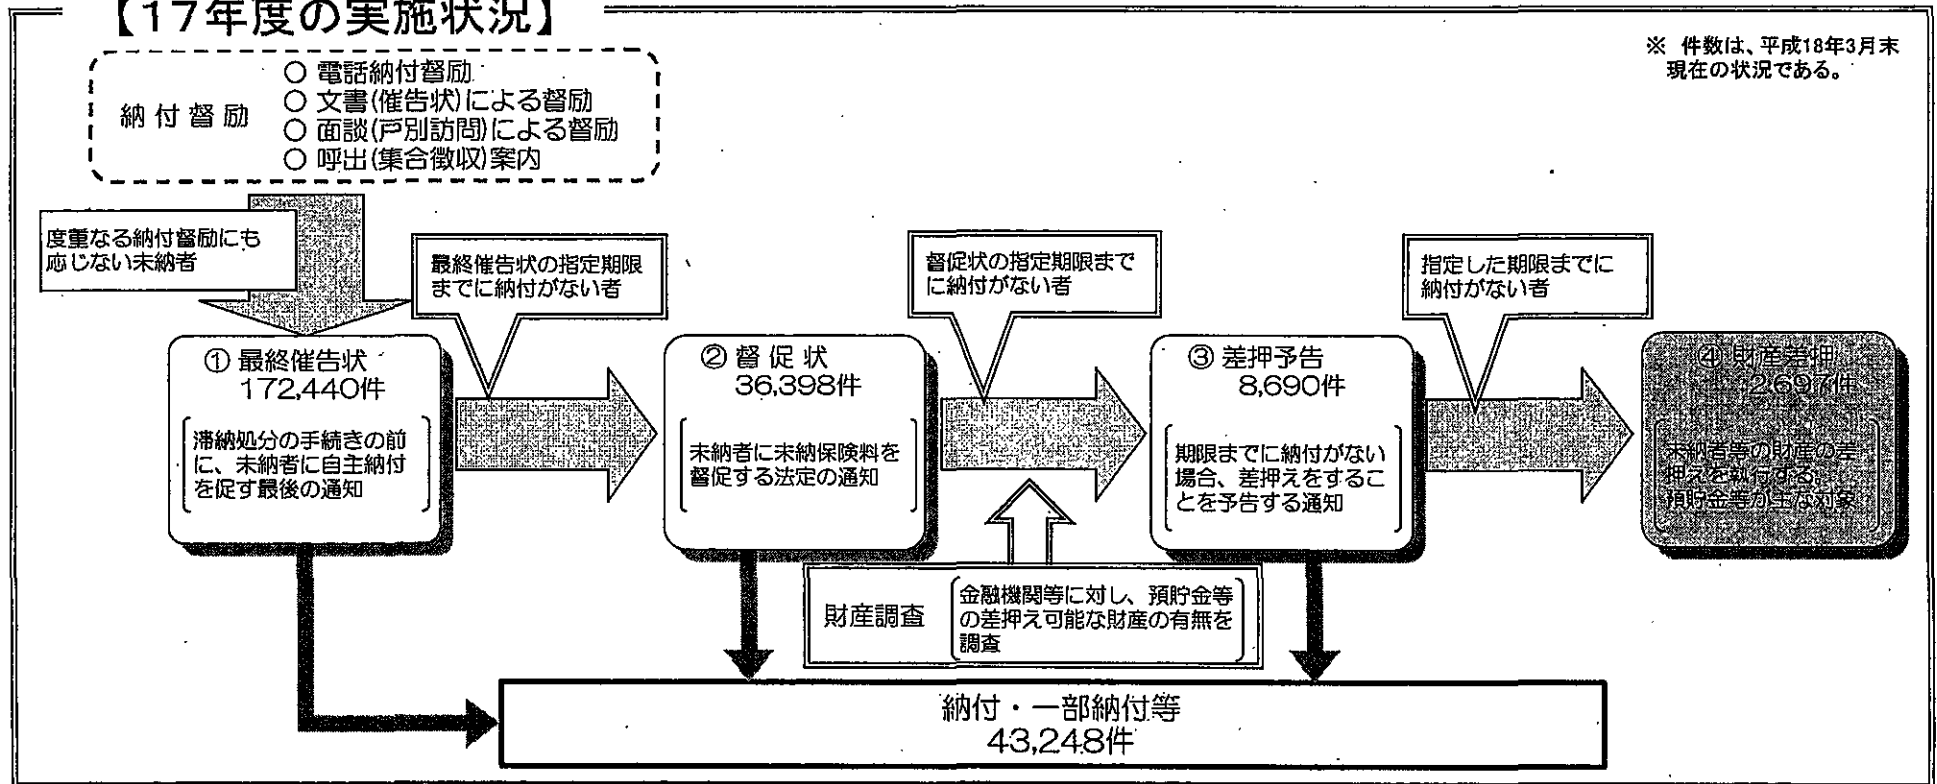 【17年度の実施状況】
※ 件数は、平成18年3月末
現在の状況である。
納付督励
○ 電話納付督励
○ 文書(催告状)による督励
○ 面談(戸別訪問)による督励
○ 呼出(集合徴収)案内
度重なる納付督励にも
応じない未納者
最終催告状の指定期限
までに納付がない者
督促状の指定期限まで
に納付がない者
指定した期限までに
納付がない者
① 最終催告状
172,440件
滞納処分の手続きの前
に、未納者に自主納付
を促す最後の通知
② 督促状
36,398件
未納者に未納保険料を
督促する法定の通知
③ 差押予告
8,690件
期限までに納付がない
場合、差押えをするこ
とを予告する通知
④ 財産差押
2,697件
未納者等の財産の差
押えを執行する。
預貯金等が主な対象
財産調査
金融機関等に対し、預貯金等
の差押え可能な財産の有無を
調査
納付・一部納付等
43,248件